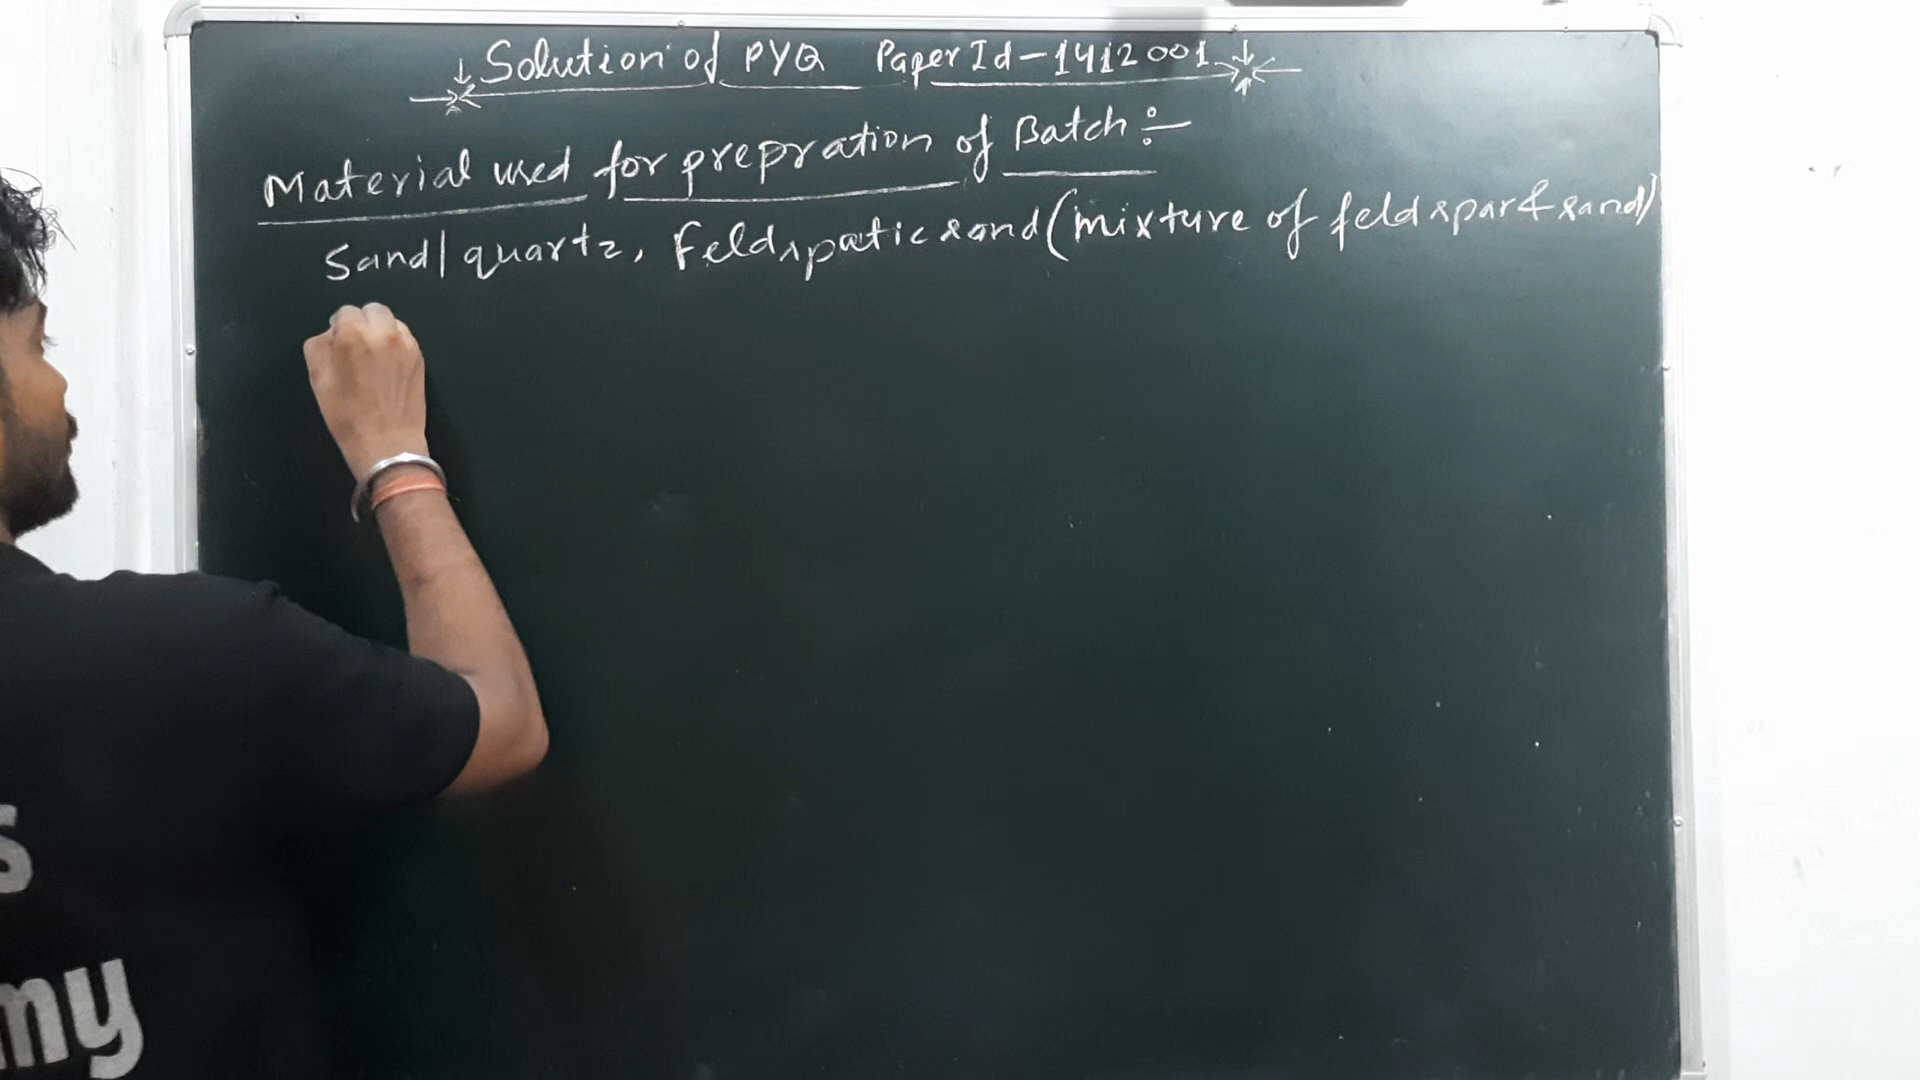 Solution of PYQ Paper Id-1412001
Material used for prepration of Batch :-
Sand/quartz, Feldspatic sand (mixture of feldspar & sand)
s
my